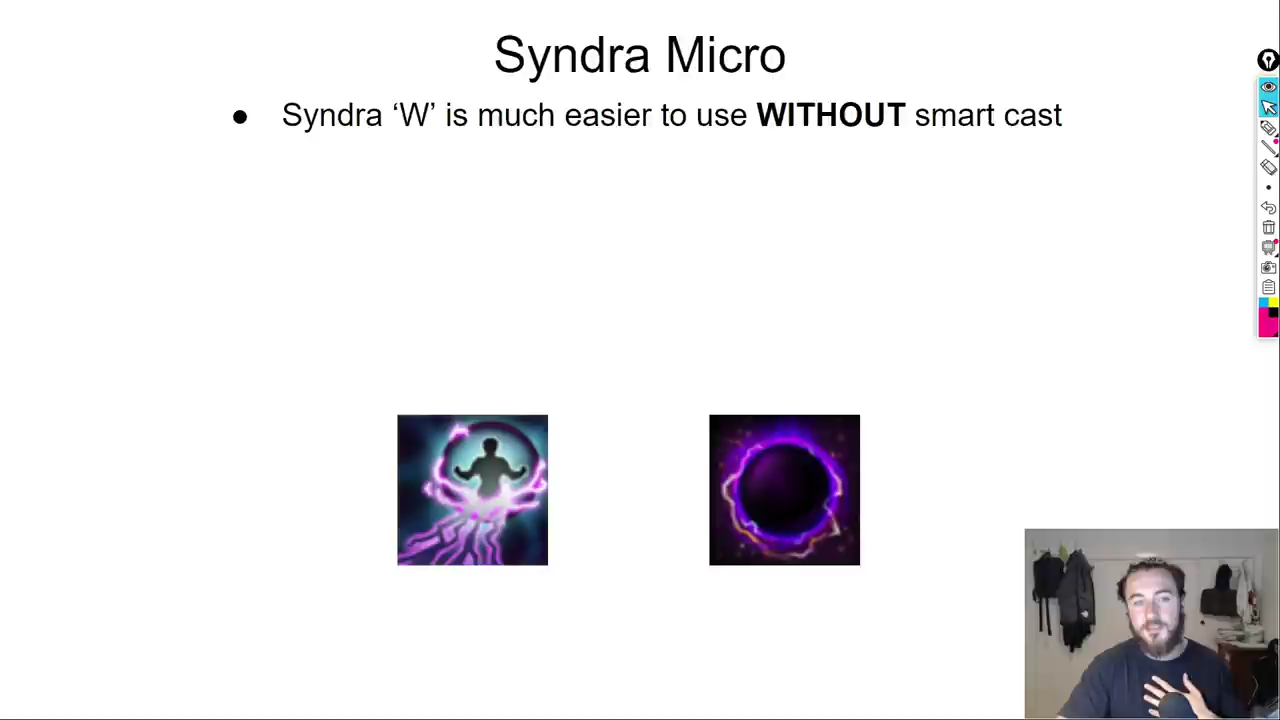 Syndra Micro
● Syndra ‘W’ is much easier to use WITHOUT smart cast